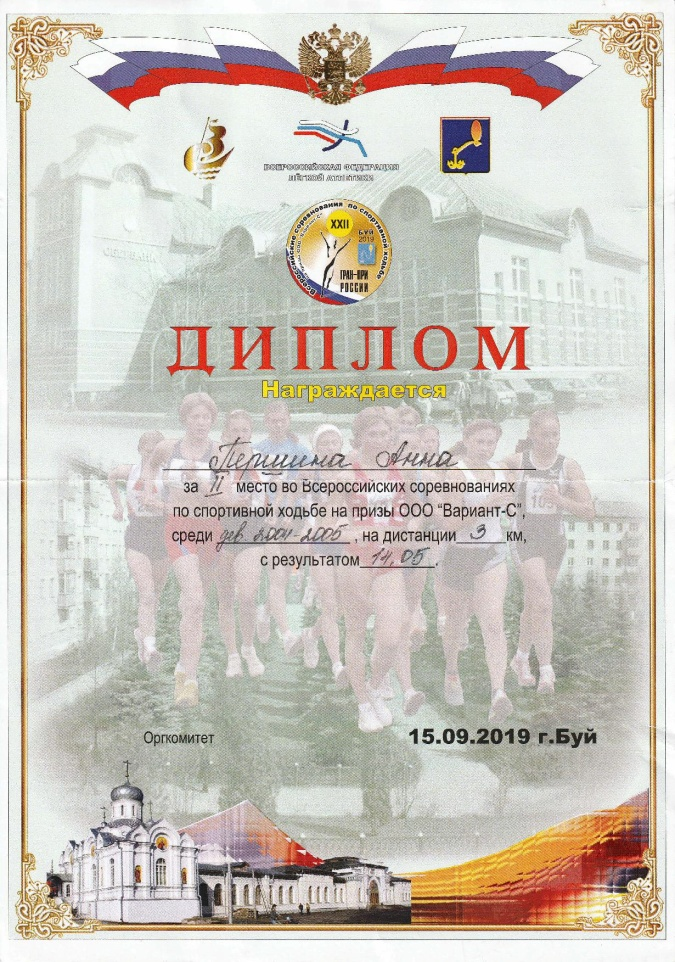 ВСЕРОССИЙСКАЯ ФЕДЕРАЦИЯ
ЛЁГКОЙ АТЛЕТИКИ
Всероссийские соревнования по спортивной ходьбе
XXII
БУЙ
2019
ГРАН-ПРИ
РОССИИ
ДИПЛОМ
Награждается
Першина Анна
за II место во Всероссийских соревнованиях
по спортивной ходьбе на призы ООО "Вариант-С",
среди дев. 2004-2005, на дистанции 3 км,
с результатом 14,05.
Оргкомитет
15.09.2019 г.Буй